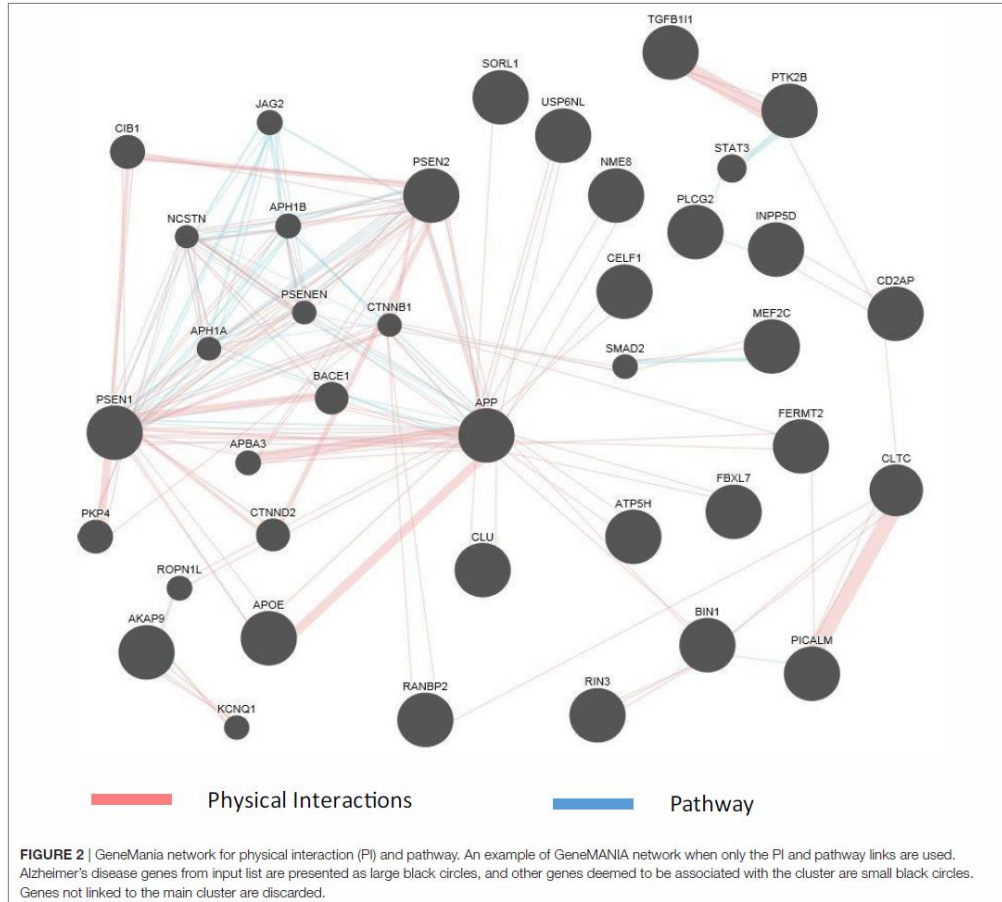 TGFB1I1
PTK2B
SORL1
USP6NL
JAG2
CIB1
STAT3
PSEN2
NME8
PLCG2
INPP5D
NCSTN
APH1B
CELF1
CD2AP
PSENEN
CTNNB1
MEF2C
APH1A
SMAD2
BACE1
PSEN1
APP
FERMT2
APBA3
CLTC
FBXL7
ATP5H
PKP4
CTNND2
CLU
ROPN1L
APOE
AKAP9
BIN1
PICALM
RANBP2
RIN3
KCNQ1
Physical Interactions
Pathway
FIGURE 2 | GeneMania network for physical interaction (PI) and pathway. An example of GeneMANIA network when only the PI and pathway links are used.
Alzheimer's disease genes from input list are presented as large black circles, and other genes deemed to be associated with the cluster are small black circles.
Genes not linked to the main cluster are discarded.